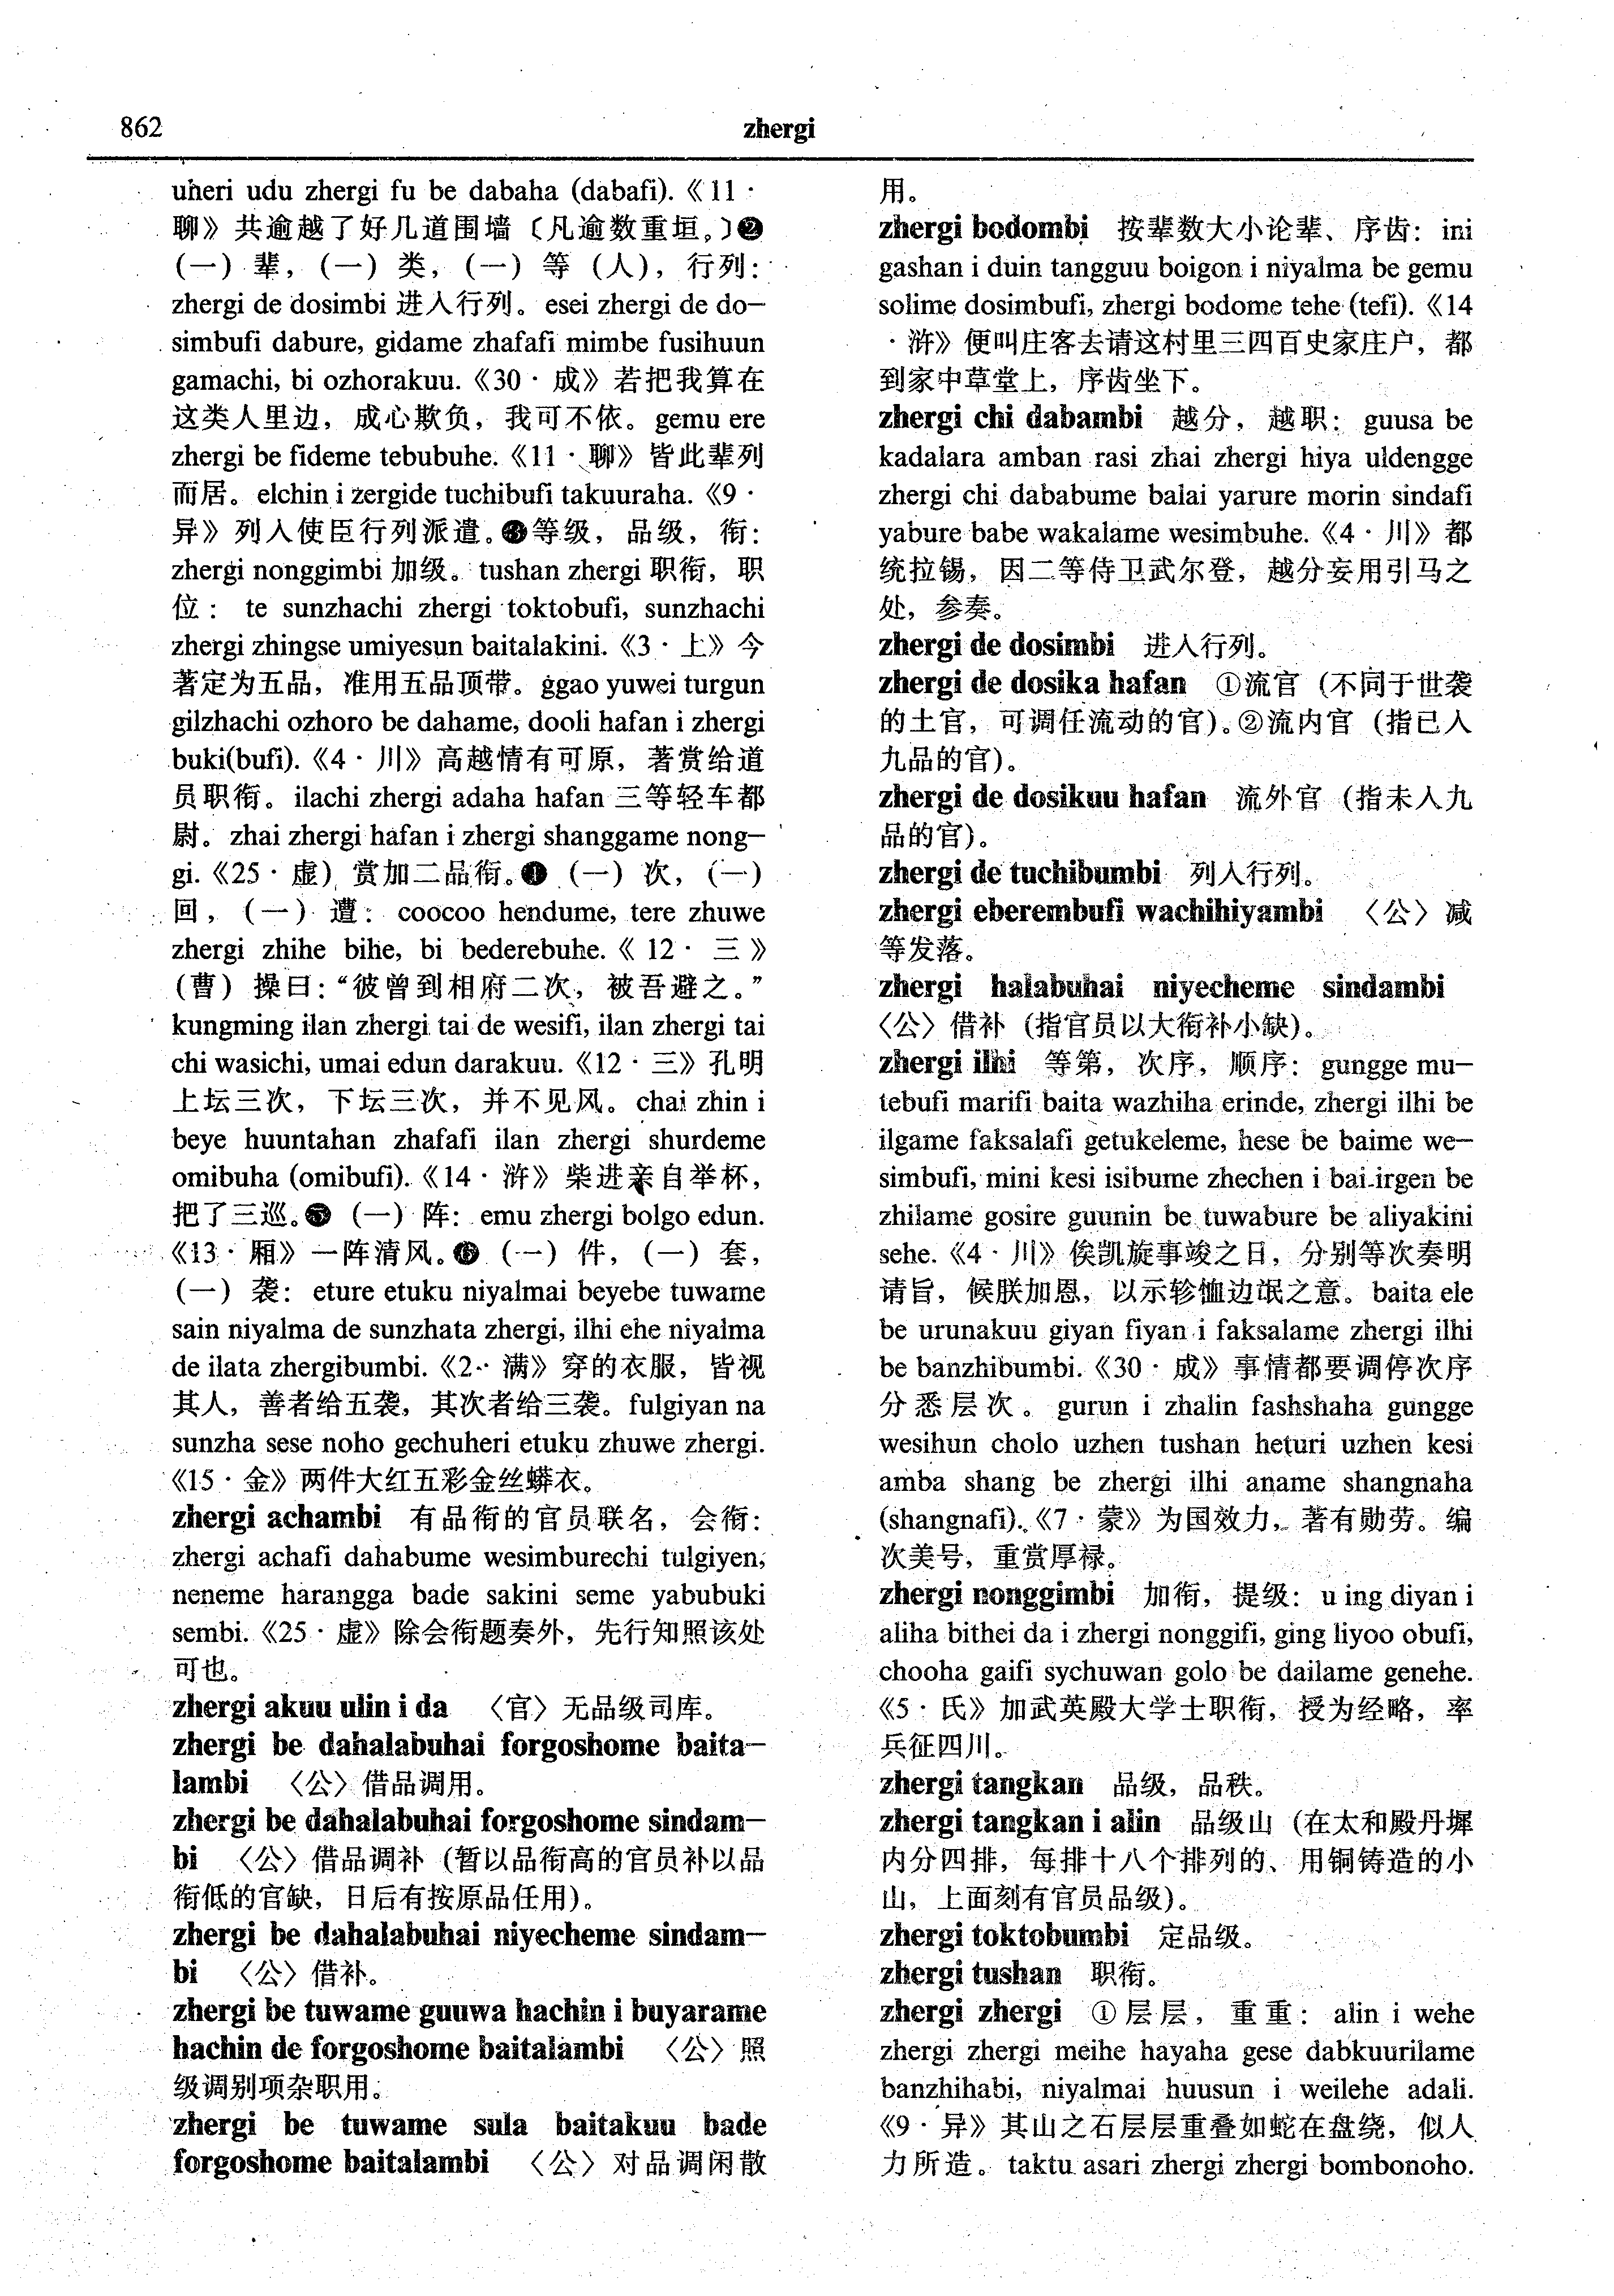 862
zhergi
uheri udu zhergi fu be dabaha (dabafi).《11·
聊》共逾越了好几道围墙〔凡逾数重垣。〕❷
(一) 辈, (一) 类, (一) 等 (人), 行列:
zhergi de dosimbi 进入行列。esei zhergi de do—
simbufi dabure, gidame zhafafi mimbe fusihuun
gamachi, bi ozhorakuu.《30·成》若把我算在
这类人里边, 成心欺负, 我可不依。gemu ere
zhergi be fideme tebubuhe.《11·聊》皆此辈列
而居。elchin i zergide tuchibufi takuuraha.《9·
异》列入使臣行列派遣。❸等级, 品级, 衔:
zhergi nonggimbi 加级。tushan zhergi 职衔, 职
位: te sunzhachi zhergi toktobufi, sunzhachi
zhergi zhingse umiyesun baitalakini.《3·上》今
著定为五品, 准用五品顶带。ggao yuwei turgun
gilzhachi ozhoro be dahame, dooli hafan i zhergi
buki(bufi).《4·川》高越情有可原, 著赏给道
员职衔。ilachi zhergi adaha hafan 三等轻车都
尉。zhai zhergi hafan i zhergi shanggame nong—
gi.《25·虚》赏加二品衔。❹ (一) 次, (一)
回, (一) 遭: coocoo hendume, tere zhuwe
zhergi zhihe bihe, bi bederebuhe.《12·三》
(曹) 操曰: “彼曾到相府二次, 被吾避之。”
kungming ilan zhergi tai de wesifi, ilan zhergi tai
chi wasichi, umai edun darakuu.《12·三》孔明
上坛三次, 下坛三次, 并不见风。chai zhin i
beye huuntahan zhafafi ilan zhergi shurdeme
omibuha (omibufi).《14·浒》柴进亲自举杯,
把了三巡。❺ (一) 阵: emu zhergi bolgo edun.
《13·厢》一阵清风。❻ (一) 件, (一) 套,
(一) 袭: eture etuku niyalmai beyebe tuwame
sain niyalma de sunzhata zhergi, ilhi ehe niyalma
de ilata zhergibumbi.《2·满》穿的衣服, 皆视
其人, 善者给五袭, 其次者给三袭。fulgiyan na
sunzha sese noho gechuheri etuku zhuwe zhergi.
《15·金》两件大红五彩金丝蟒衣。
zhergi achambi 有品衔的官员联名, 会衔:
zhergi achafi dahabume wesimburechi tulgiyen,
neneme harangga bade sakini seme yabubuki
sembi.《25·虚》除会衔题奏外, 先行知照该处
可也。
zhergi akuu ulin i da 〈官〉无品级司库。
zhergi be dahalabuhai forgoshome baita—
lambi 〈公〉借品调用。
zhergi be dahalabuhai forgoshome sindam—
bi 〈公〉借品调补 (暂以品衔高的官员补以品
衔低的官缺, 日后有按原品任用)。
zhergi be dahalabuhai niyecheme sindam—
bi 〈公〉借补。
zhergi be tuwame guuwa hachin i buyarame
hachin de forgoshome baitalambi 〈公〉照
级调别项杂职用。
zhergi be tuwame sula baitakuu bade
forgoshome baitalambi 〈公〉对品调闲散
用。
zhergi bodombi 按辈数大小论辈、序齿: ini
gashan i duin tangguu boigon i niyalma be gemu
solime dosimbufi, zhergi bodome tehe (tefi).《14
·浒》便叫庄客去请这村里三四百史家庄户, 都
到家中草堂上, 序齿坐下。
zhergi chi dabambi 越分, 越职: guusa be
kadalara amban rasi zhai zhergi hiya uldengge
zhergi chi dababume balai yarure morin sindafi
yabure babe wakalame wesimbuhe.《4·川》都
统拉锡, 因二等侍卫武尔登, 越分妄用引马之
处, 参奏。
zhergi de dosimbi 进入行列。
zhergi de dosika hafan ①流官 (不同于世袭
的土官, 可调任流动的官)。②流内官 (指已入
九品的官)。
zhergi de dosikuu hafan 流外官 (指未入九
品的官)。
zhergi de tuchibumbi 列入行列。
zhergi eberembufi wachihiyambi 〈公〉减
等发落。
zhergi halabuhai niyecheme sindambi
〈公〉借补 (指官员以大衔补小缺)。
zhergi ilhi 等第, 次序, 顺序: gungge mu—
tebufi marifi baita wazhiha erinde, zhergi ilhi be
ilgame faksalafi getukeleme, hese be baime we—
simbufi, mini kesi isibume zhechen i bai irgen be
zhilame gosire guunin be tuwabure be aliyakini
sehe.《4·川》俟凯旋事竣之日, 分别等次奏明
请旨, 候朕加恩, 以示轸恤边氓之意。baita ele
be urunakuu giyan fiyan i faksalame zhergi ilhi
be banzhibumbi.《30·成》事情都要调停次序
分悉层次。gurun i zhalin fashshaha gungge
wesihun cholo uzhen tushan heturi uzhen kesi
amba shang be zhergi ilhi aname shangnaha
(shangnafi).《7·蒙》为国效力, 著有勋劳。编
次美号, 重赏厚禄。
zhergi nonggimbi 加衔, 提级: u ing diyan i
aliha bithei da i zhergi nonggifi, ging liyoo obufi,
chooha gaifi sychuwan golo be dailame genehe.
《5·氏》加武英殿大学士职衔, 授为经略, 率
兵征四川。
zhergi tangkan 品级, 品秩。
zhergi tangkan i alin 品级山 (在太和殿丹墀
内分四排, 每排十八个排列的、用铜铸造的小
山, 上面刻有官员品级)。
zhergi toktobumbi 定品级。
zhergi tushan 职衔。
zhergi zhergi ①层层, 重重: alin i wehe
zhergi zhergi meihe hayaha gese dabkuurilame
banzhihabi, niyalmai huusun i weilehe adali.
《9·异》其山之石层层重叠如蛇在盘绕, 似人
力所造。taktu asari zhergi zhergi bombonoho.